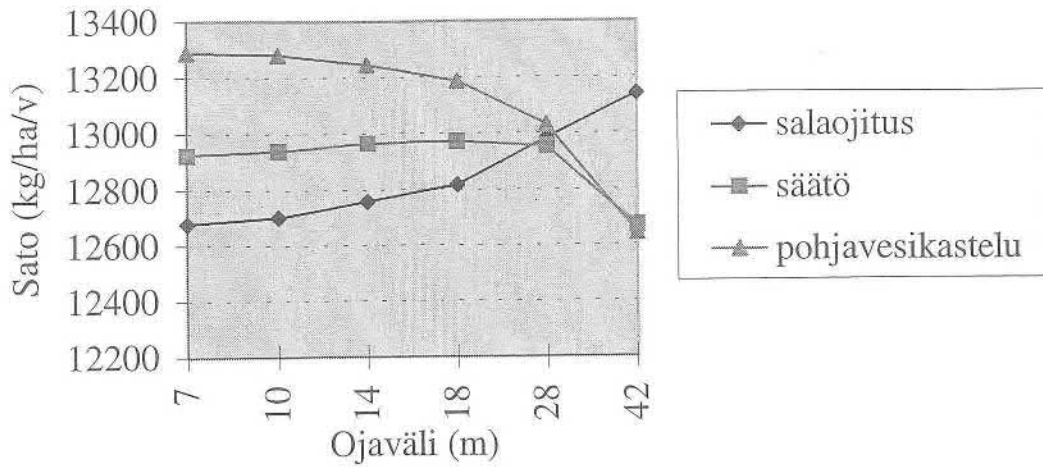 Sato (kg/ha/v)
13400
13200
13000
12800
12600
12400
12200
7 10 14 18 28 42
Ojaväli (m)
salaojitus
säätö
pohjavesikastelu